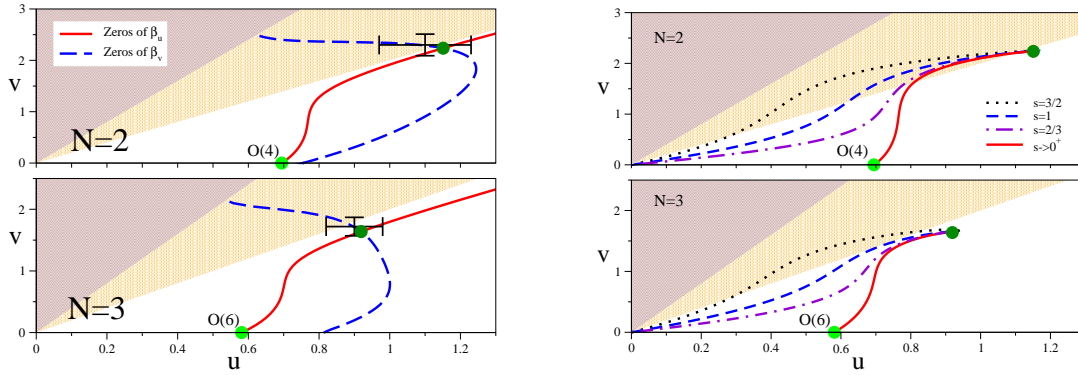 3
2
1
0
v
Zeros of βu
Zeros of βv
N=2
O(4)
2
1
0
v
N=3
O(6)
0 0.2 0.4 0.6 0.8 1 1.2
u
3
2
1
0
v
N=2
O(4)
s=3/2
s=1
s=2/3
s->0+
2
1
0
v
N=3
O(6)
0 0.2 0.4 0.6 0.8 1 1.2
u